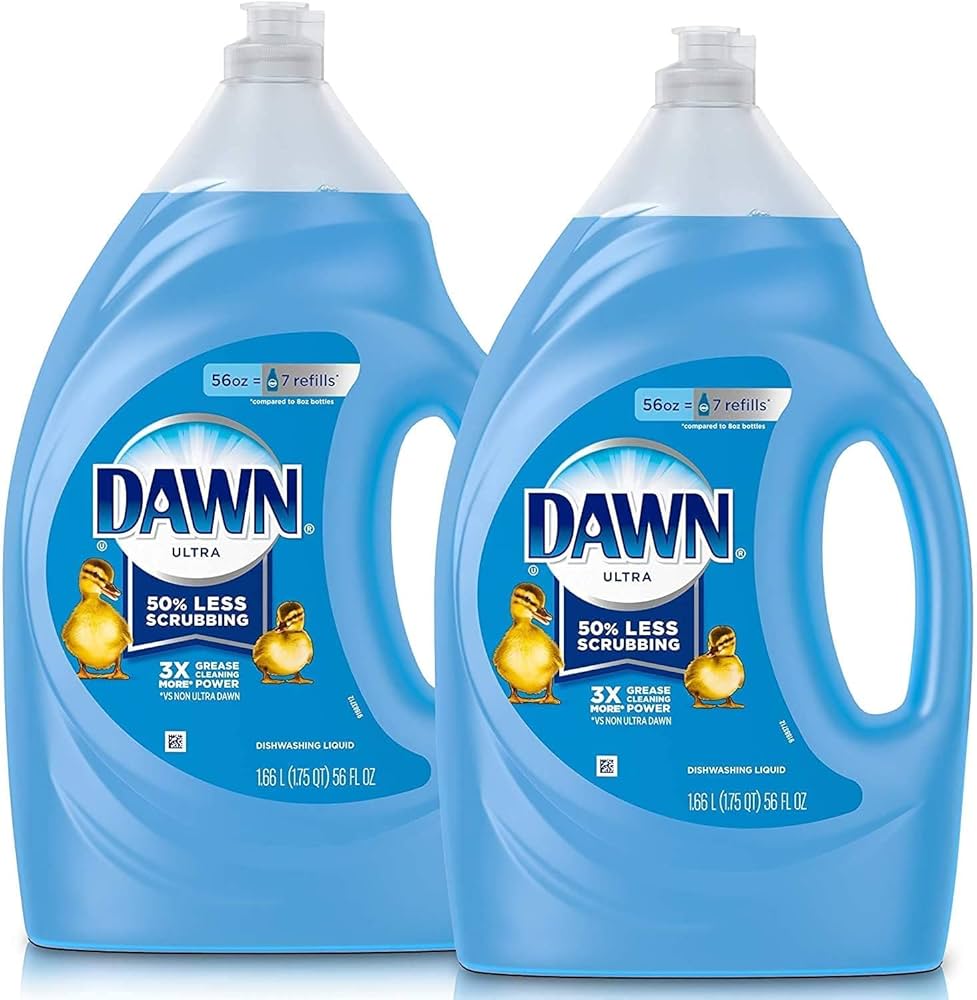 56oz = 7 refills*
*compared to 8oz bottles
DAWN®
U
ULTRA
50% LESS
SCRUBBING
3X GREASE
CLEANING
MORE* POWER
*VS NON ULTRA DAWN
91863712
DISHWASHING LIQUID
1.66 L (1.75 QT) 56 FL OZ
56oz = 7 refills*
*compared to 8oz bottles
DAWN®
U
ULTRA
50% LESS
SCRUBBING
3X GREASE
CLEANING
MORE* POWER
*VS NON ULTRA DAWN
91863712
DISHWASHING LIQUID
1.66 L (1.75 QT) 56 FL OZ